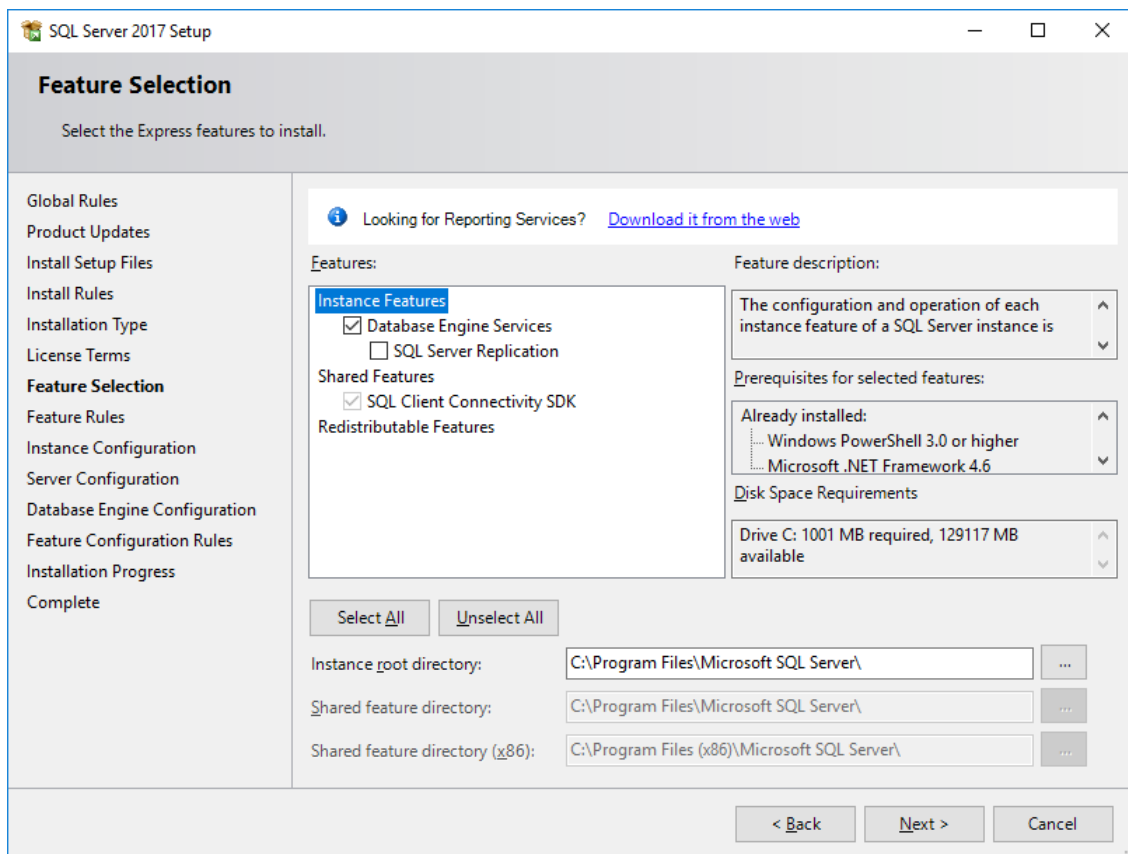 SQL Server 2017 Setup
Feature Selection
Select the Express features to install.
Global Rules
Product Updates
Install Setup Files
Install Rules
Installation Type
License Terms
Feature Selection
Feature Rules
Instance Configuration
Server Configuration
Database Engine Configuration
Feature Configuration Rules
Installation Progress
Complete
Looking for Reporting Services? Download it from the web
Features:
Instance Features
Database Engine Services
SQL Server Replication
Shared Features
SQL Client Connectivity SDK
Redistributable Features
Feature description:
The configuration and operation of each
instance feature of a SQL Server instance is
Prerequisites for selected features:
Already installed:
Windows PowerShell 3.0 or higher
Microsoft .NET Framework 4.6
Disk Space Requirements
Drive C: 1001 MB required, 129117 MB
available
Select All
Unselect All
Instance root directory:
C:\Program Files\Microsoft SQL Server\
...
Shared feature directory:
C:\Program Files\Microsoft SQL Server\
...
Shared feature directory (x86):
C:\Program Files (x86)\Microsoft SQL Server\
...
< Back
Next >
Cancel